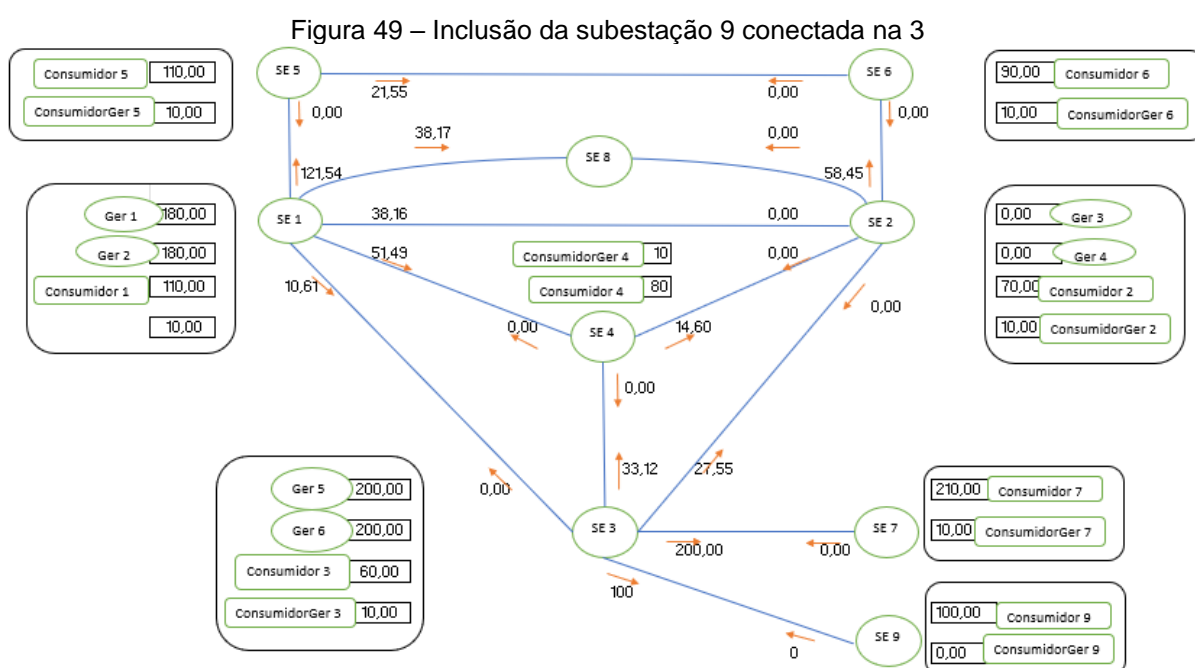 Figura 49 – Inclusão da subestação 9 conectada na 3
Consumidor 5 110,00
ConsumidorGer 5 10,00
SE 5
21,55
0,00
SE 6
0,00
0,00
90,00 Consumidor 6
10,00 ConsumidorGer 6
38,17
0,00
SE 8
121,54
58,45
Ger 1 180,00
Ger 2 180,00
Consumidor 1 110,00
10,00
SE 1
38,16
0,00
SE 2
51,49
0,00
10,61
0,00
ConsumidorGer 4 10
Consumidor 4 80
0,00 Ger 3
0,00 Ger 4
70,00 Consumidor 2
10,00 ConsumidorGer 2
0,00
SE 4
14,60
0,00
33,12
27,55
0,00
Ger 5 200,00
Ger 6 200,00
Consumidor 3 60,00
ConsumidorGer 3 10,00
SE 3
200,00
0,00
SE 7
210,00 Consumidor 7
10,00 ConsumidorGer 7
100
0
SE 9
100,00 Consumidor 9
0,00 ConsumidorGer 9